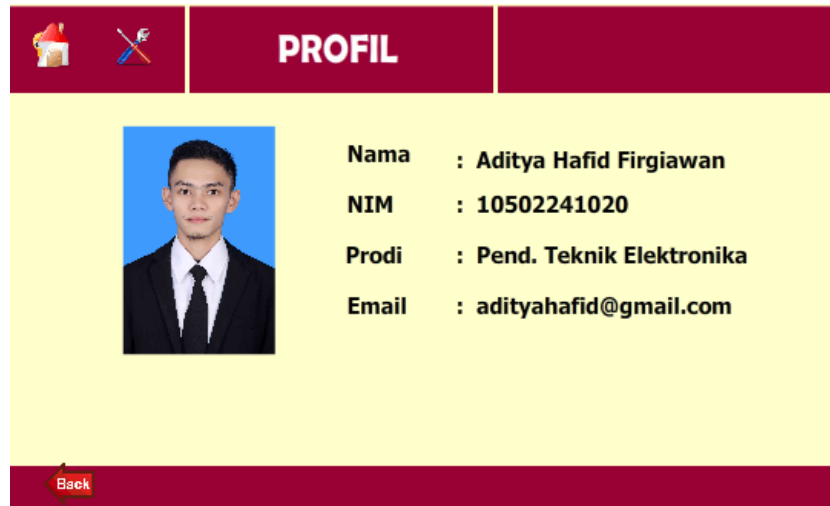 PROFIL
Nama : Aditya Hafid Firgiawan
NIM : 10502241020
Prodi : Pend. Teknik Elektronika
Email : adityahafid@gmail.com
Back